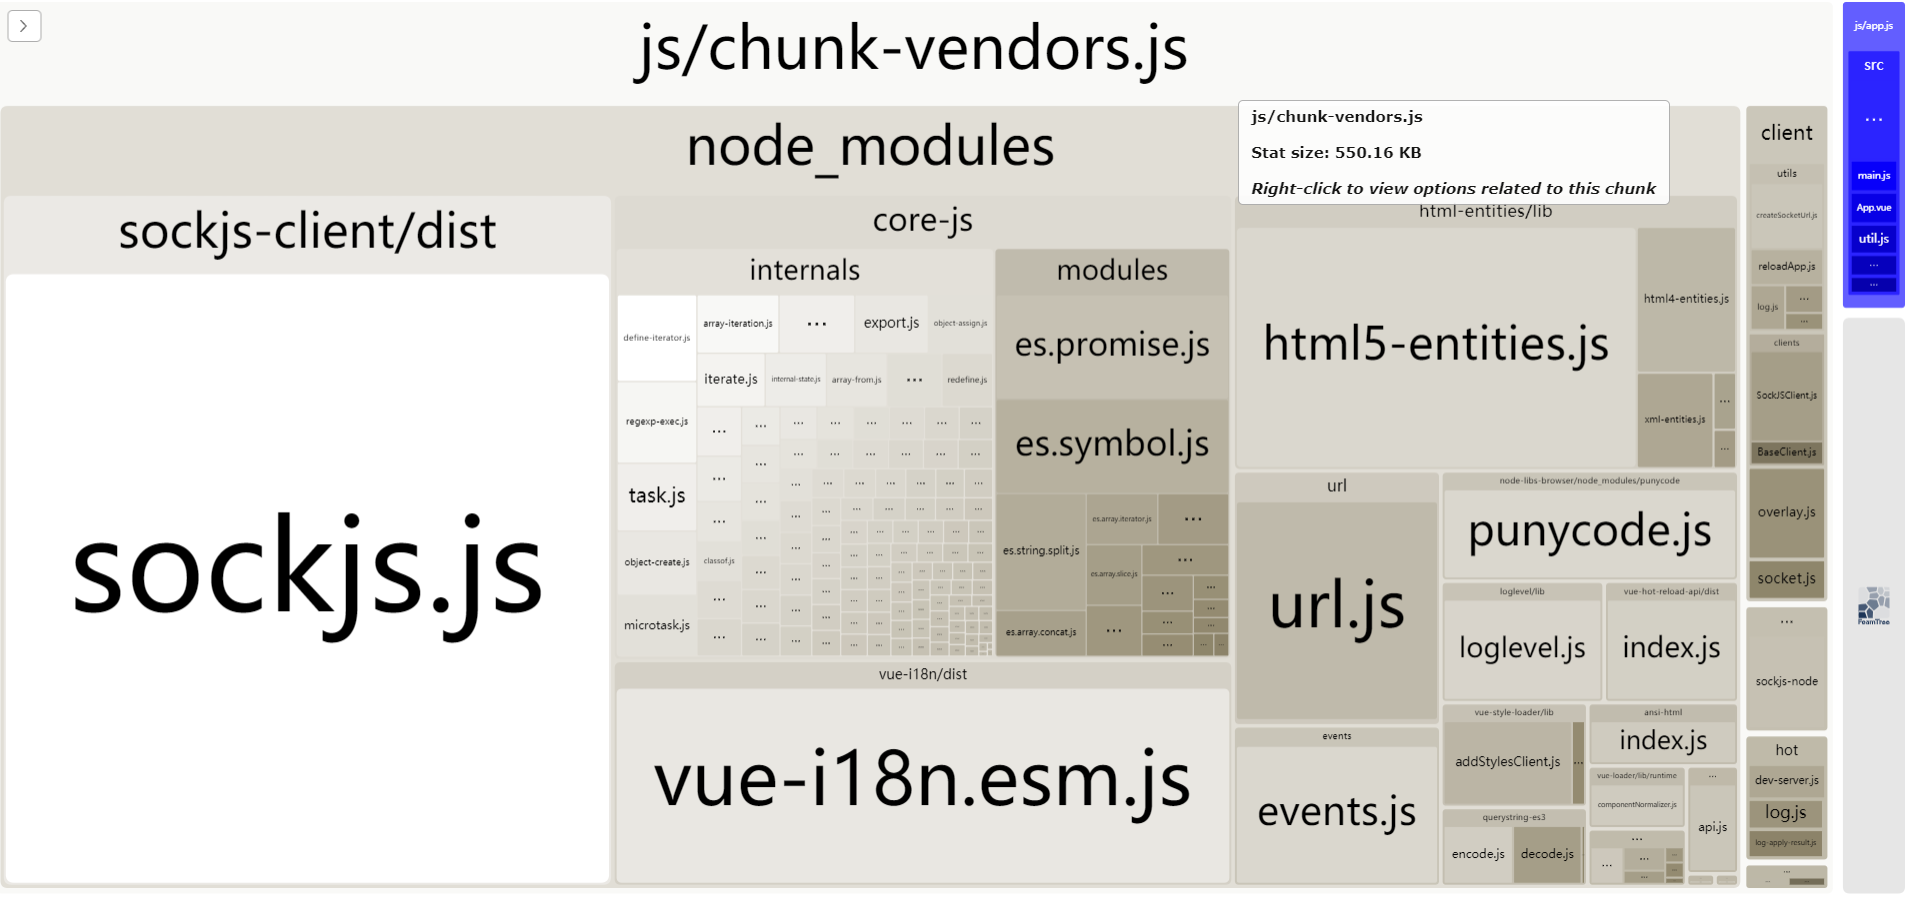 js/chunk-vendors.js
node_modules
js/chunk-vendors.js
Stat size: 550.16 KB
Right-click to view options related to this chunk
sockjs-client/dist
sockjs.js
core-js
internals
define-iterator.js
array-iteration.js
...
export.js
object-assign.js
regexp-exec.js
iterate.js
internal-state.js
array-from.js
...
redefine.js
task.js
object-create.js
classof.js
microtask.js
modules
es.promise.js
es.symbol.js
es.string.split.js
es.array.iterator.js
...
es.array.slice.js
...
es.array.concat.js
...
vue-i18n/dist
vue-i18n.esm.js
html-entities/lib
html5-entities.js
html4-entities.js
xml-entities.js
...
...
url
url.js
events
events.js
node-libs-browser/node_modules/punycode
punycode.js
loglevel/lib
loglevel.js
vue-hot-reload-api/dist
index.js
vue-style-loader/lib
addStylesClient.js
...
ansi-html
index.js
vue-loader/lib/runtime
componentNormalizer.js
...
api.js
querystring-es3
encode.js
decode.js
...
client
utils
createSocketUrl.js
reloadApp.js
log.js
...
...
clients
SockJSClient.js
BaseClient.js
overlay.js
socket.js
...
sockjs-node
hot
dev-server.js
log.js
log-apply-result.js
...
js/app.js
src
...
main.js
App.vue
util.js
...
...
FoamTree